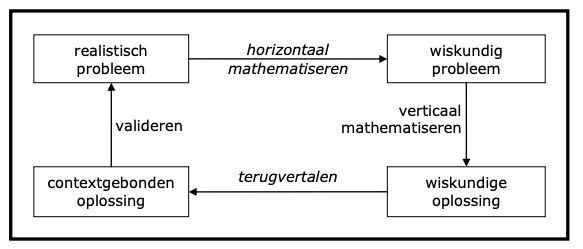 realistisch
probleem
horizontaal
mathematiseren
wiskundig
probleem
valideren
verticaal
mathematiseren
contextgebonden
oplossing
terugvertalen
wiskundige
oplossing